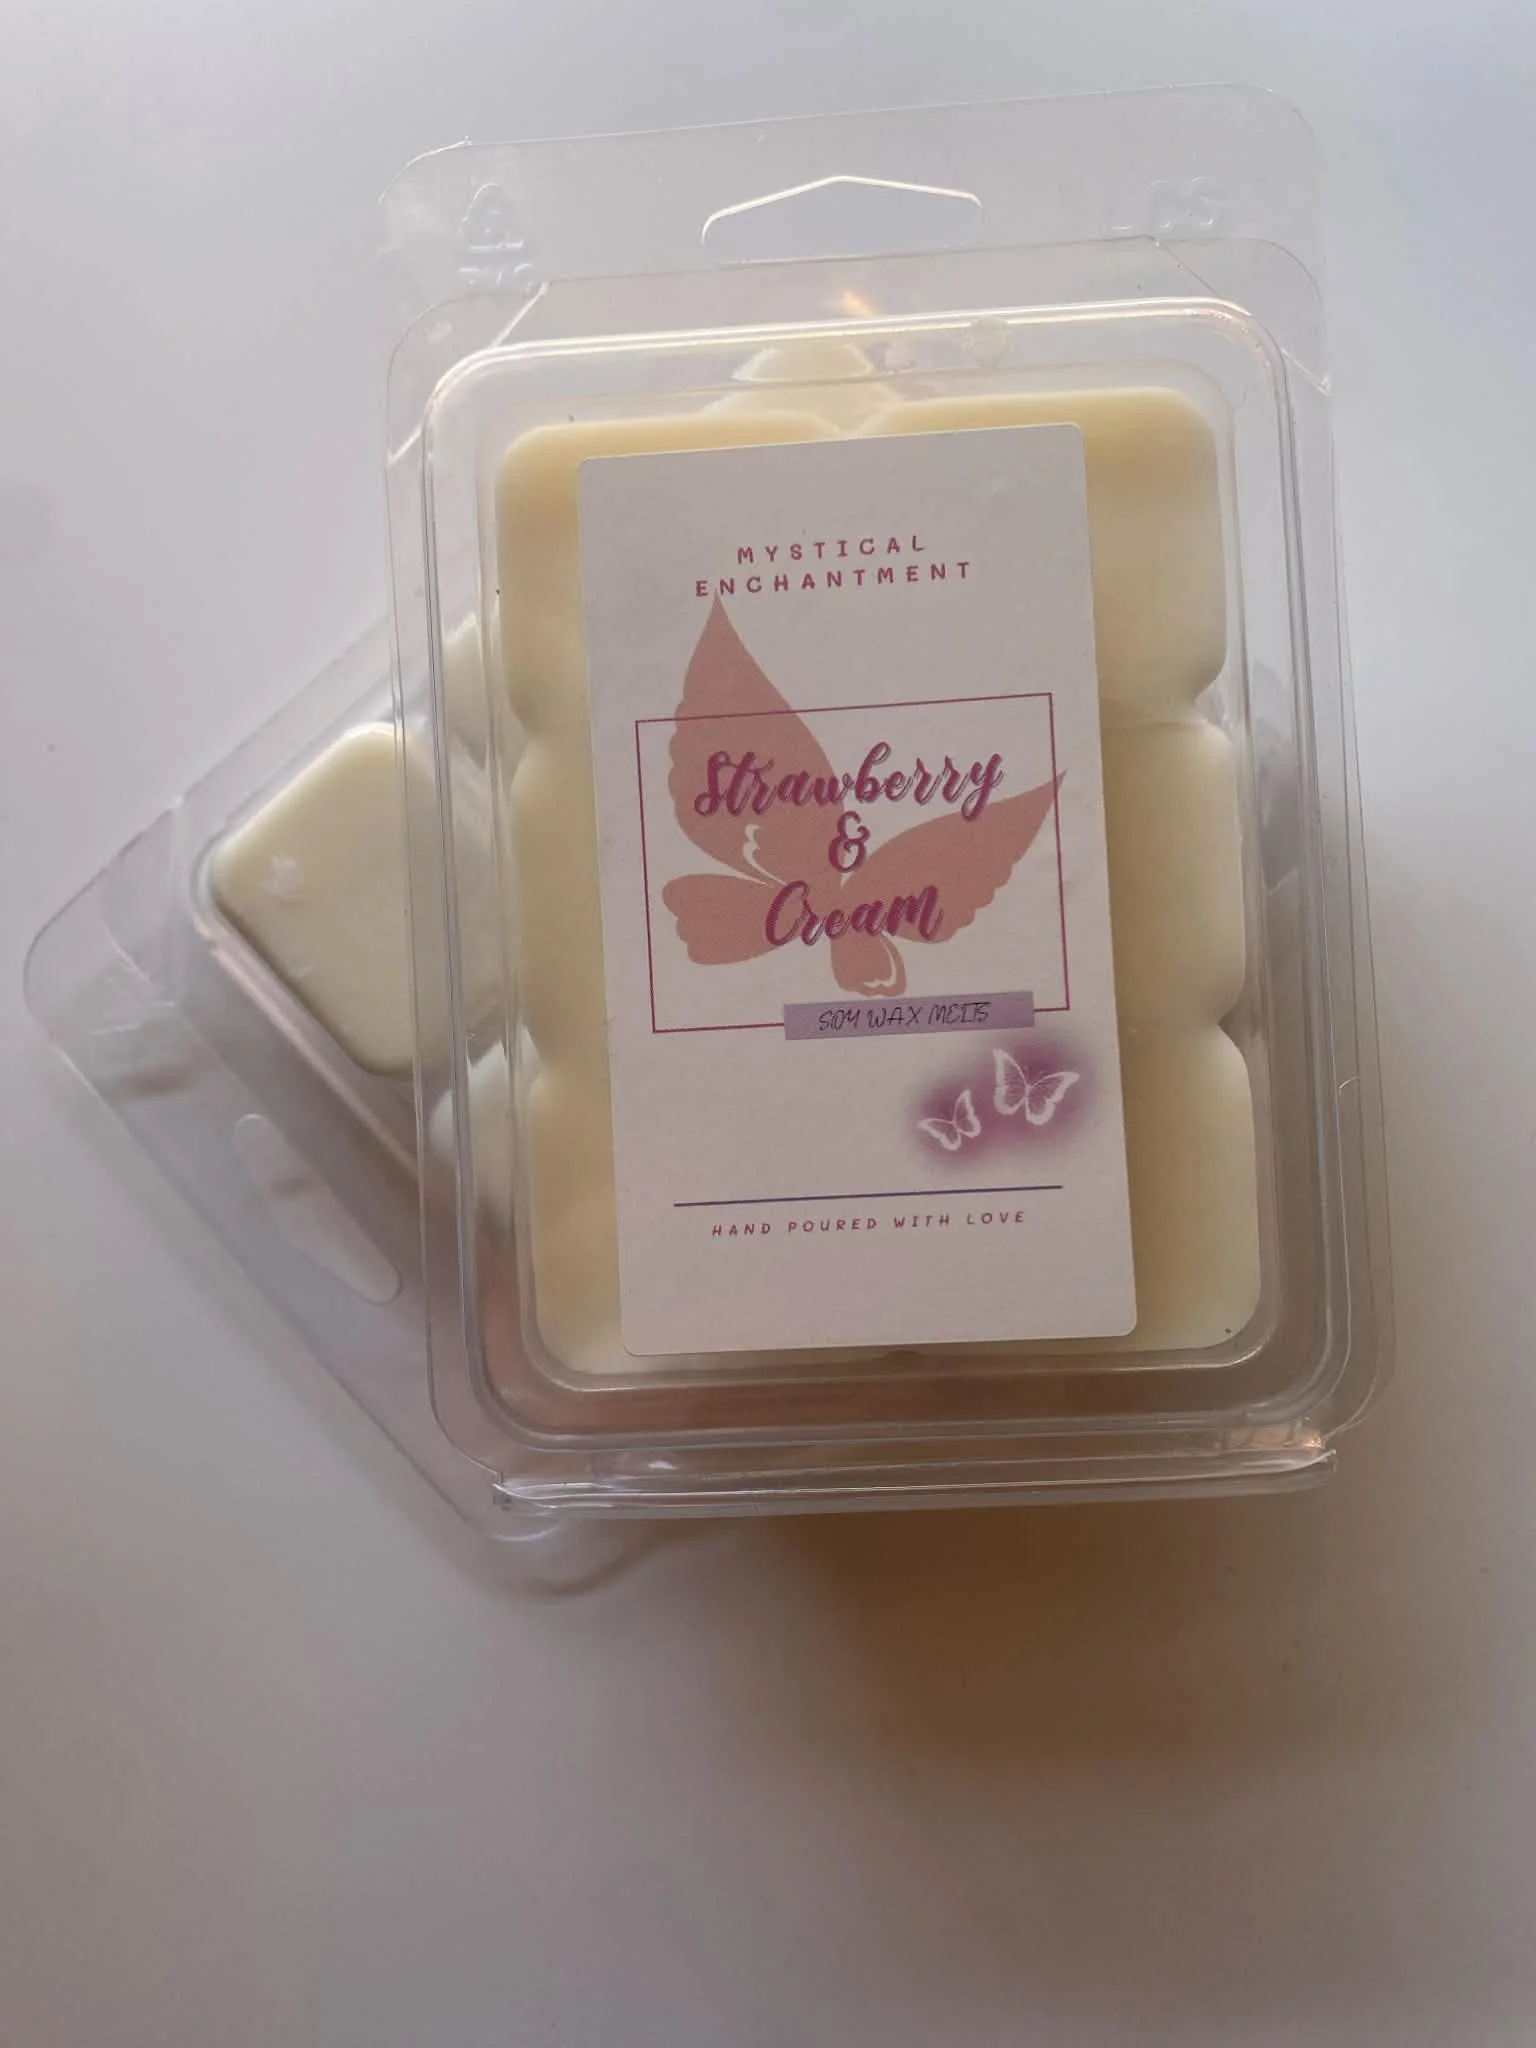 MYSTICAL
ENCHANTMENT
Strawberry
&
Cream
SOY WAX MELTS
HAND POURED WITH LOVE